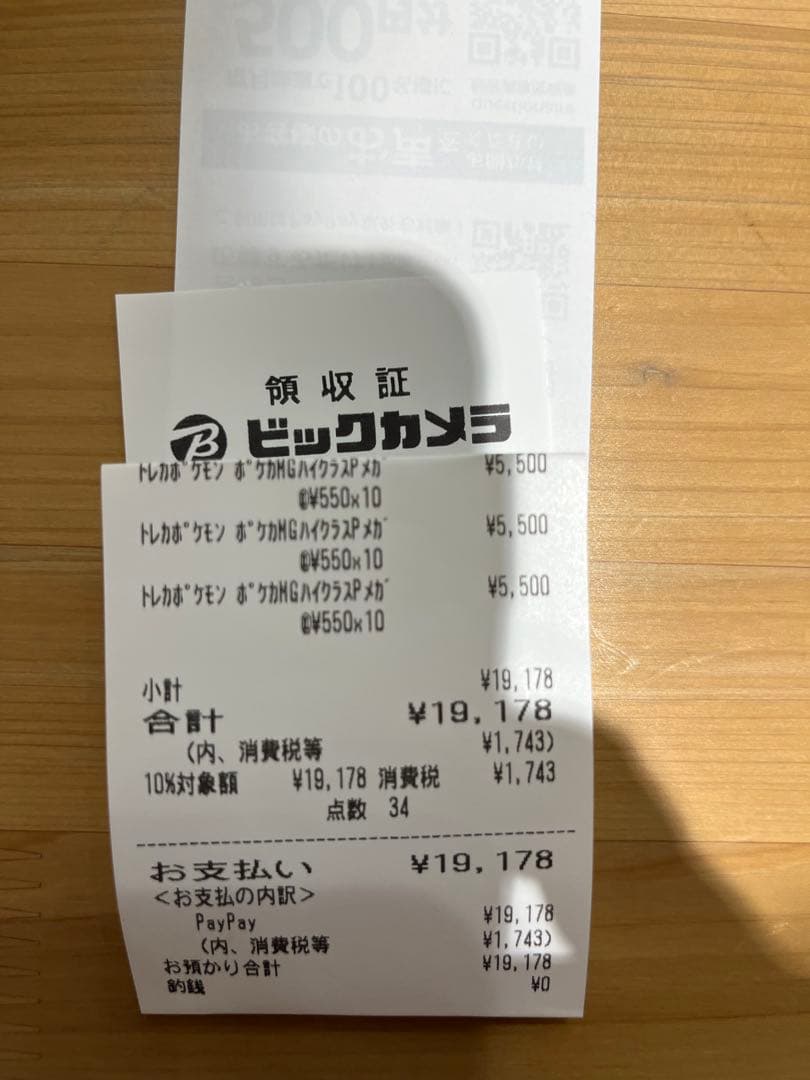 500
100
領収証
B ビックカメラ
トレカポケモン ポケカMGハイクラスPメガ ¥5,500
@¥550x10
トレカポケモン ポケカMGハイクラスPメガ ¥5,500
@¥550x10
トレカポケモン ポケカMGハイクラスPメガ ¥5,500
@¥550x10
小計 ¥19,178
合計 ¥19,178
(内、消費税等 ¥1,743)
10%対象額 ¥19,178 消費税 ¥1,743
点数 34
お支払い ¥19,178
<お支払の内訳>
PayPay ¥19,178
(内、消費税等 ¥1,743)
お預かり合計 ¥19,178
釣銭 ¥0